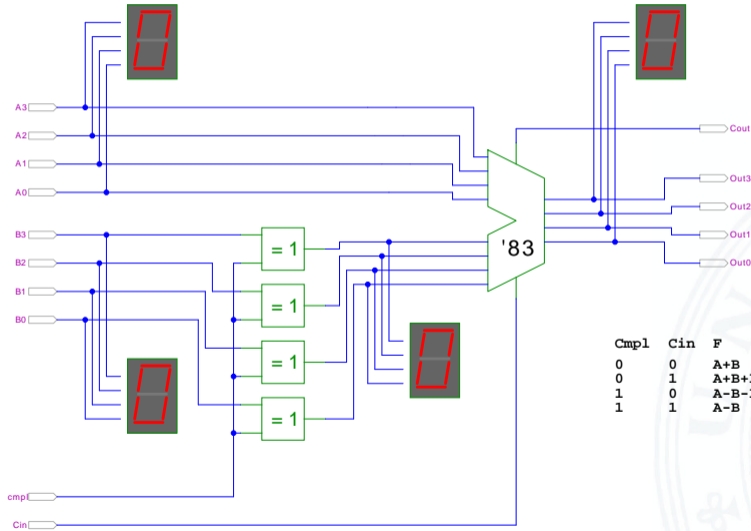 A3
A2
A1
A0
B3
B2
B1
B0
cmpl
Cin
= 1
= 1
= 1
= 1
'83
Cout
Out3
Out2
Out1
Out0
Cmpl Cin F
0 0 A+B
0 1 A+B+
1 0 A-B-
1 1 A-B